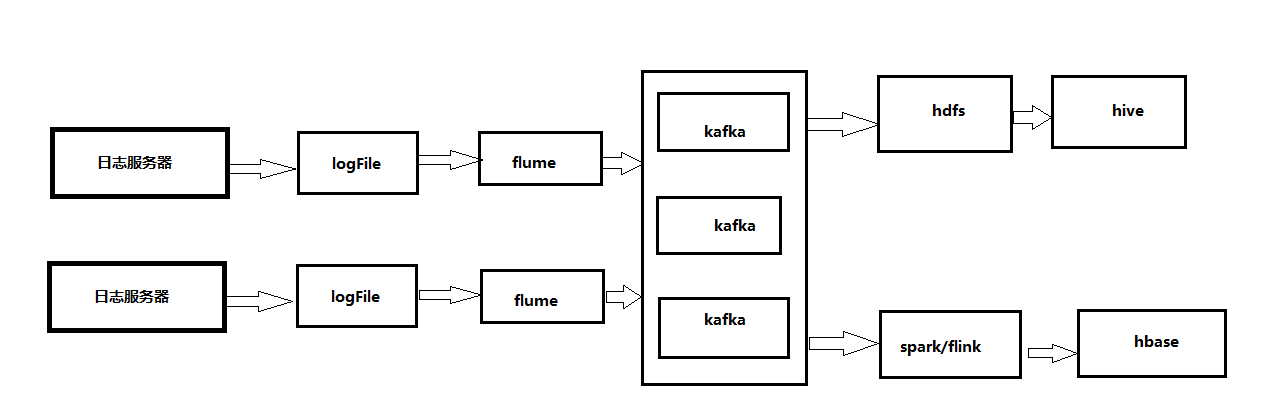 日志服务器
logFile
flume
kafka
hdfs
hive
kafka
日志服务器
logFile
flume
kafka
spark/flink
hbase